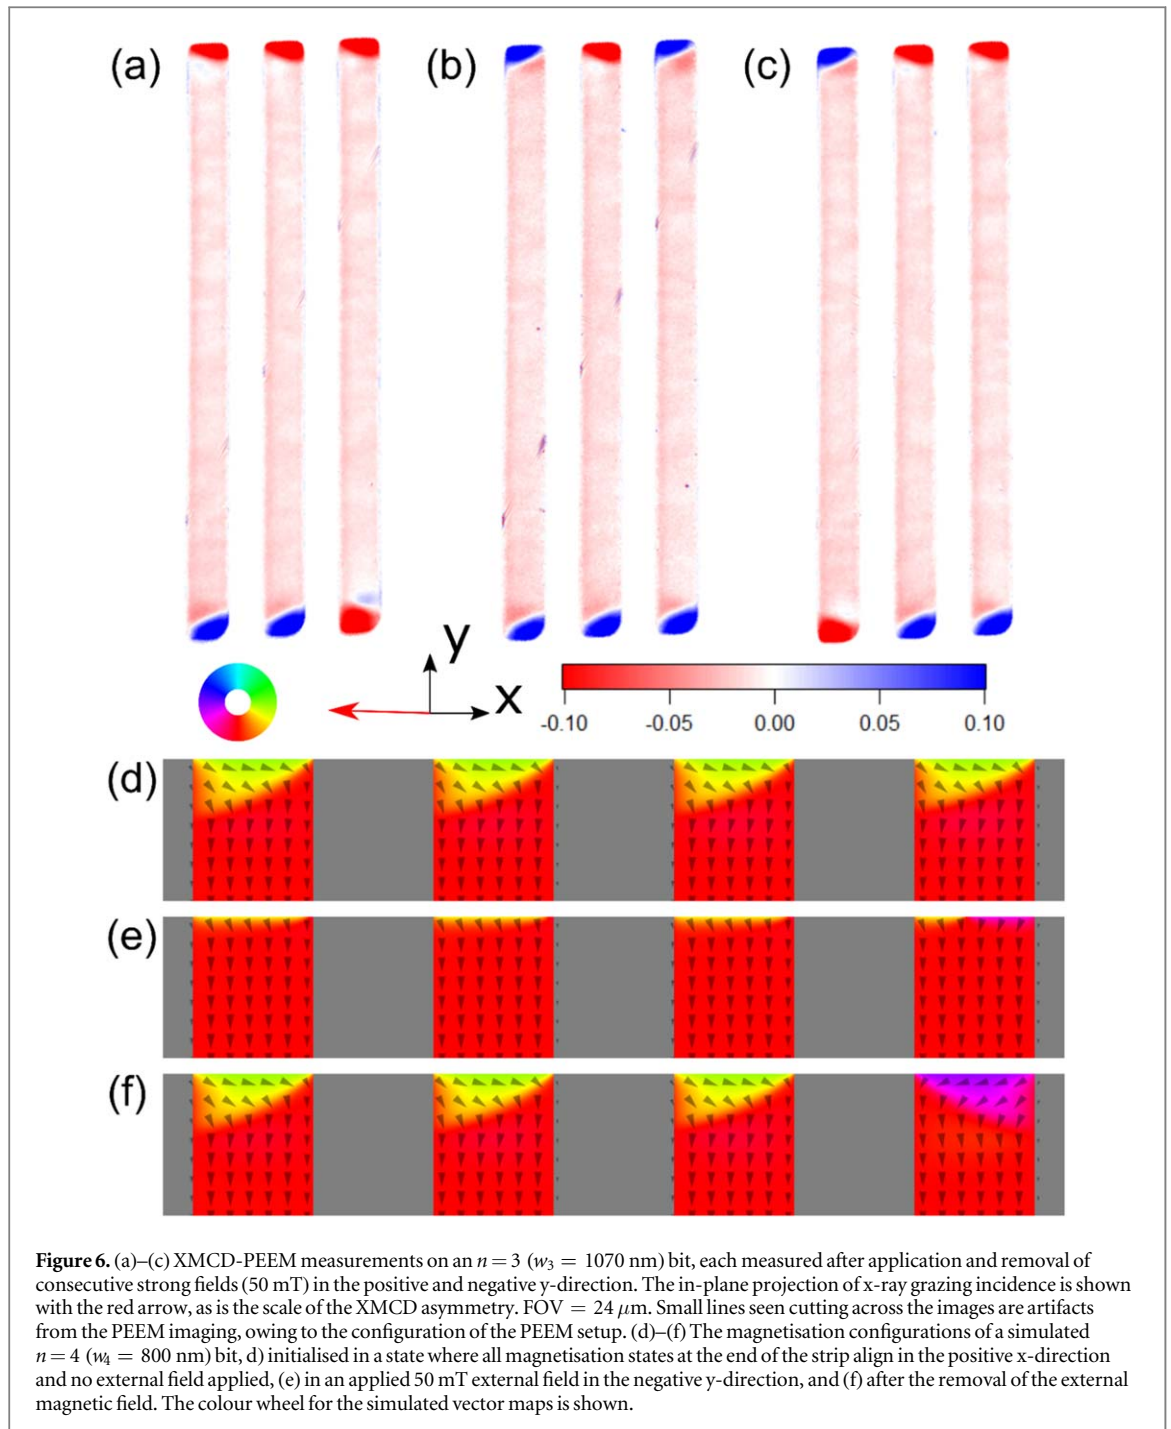 (a)
(b)
(c)
y
x
-0.10 -0.05 0.00 0.05 0.10
(d)
(e)
(f)
Figure 6. (a)–(c) XMCD-PEEM measurements on an n = 3 (w₃ = 1070 nm) bit, each measured after application and removal of
consecutive strong fields (50 mT) in the positive and negative y-direction. The in-plane projection of x-ray grazing incidence is shown
with the red arrow, as is the scale of the XMCD asymmetry. FOV = 24 μm. Small lines seen cutting across the images are artifacts
from the PEEM imaging, owing to the configuration of the PEEM setup. (d)–(f) The magnetisation configurations of a simulated
n = 4 (w₄ = 800 nm) bit, d) initialised in a state where all magnetisation states at the end of the strip align in the positive x-direction
and no external field applied, (e) in an applied 50 mT external field in the negative y-direction, and (f) after the removal of the external
magnetic field. The colour wheel for the simulated vector maps is shown.